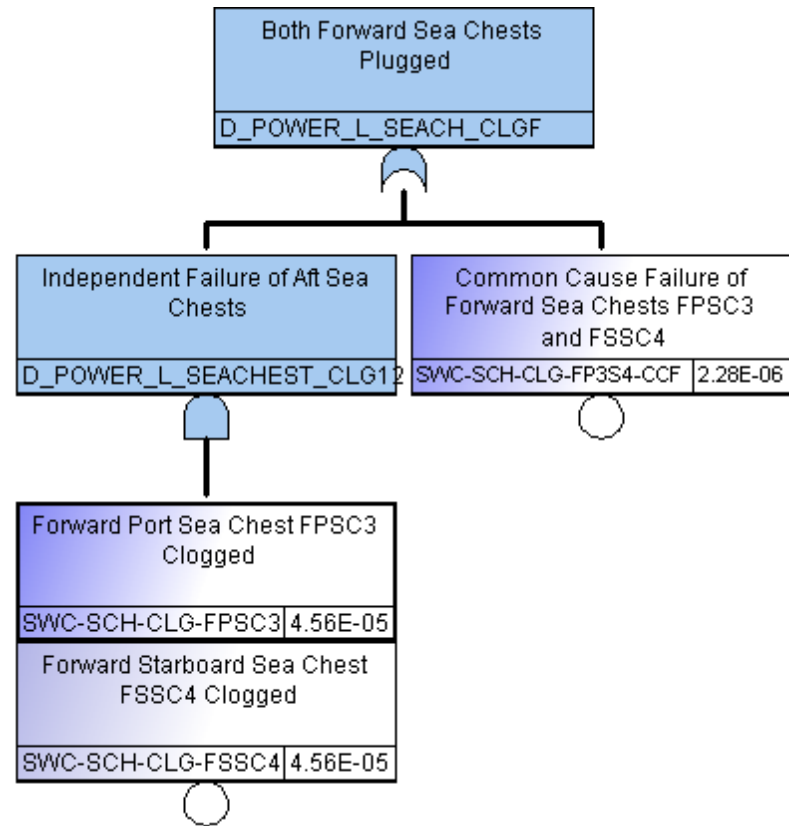 Both Forward Sea Chests
Plugged
D_POWER_L_SEACH_CLGF
Independent Failure of Aft Sea
Chests
D_POWER_L_SEACHEST_CLG12
Common Cause Failure of
Forward Sea Chests FPSC3
and FSSC4
SWC-SCH-CLG-FP3S4-CCF 2.28E-06
Forward Port Sea Chest FPSC3
Clogged
SWC-SCH-CLG-FPSC3 4.56E-05
Forward Starboard Sea Chest
FSSC4 Clogged
SWC-SCH-CLG-FSSC4 4.56E-05